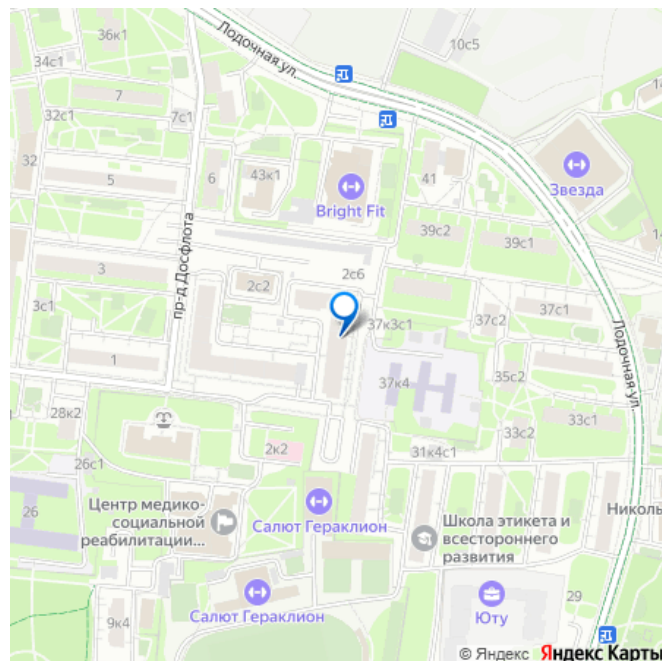 36к1
Лодочная ул.
10с5
34с1
7
7с1
32с1
Звезда
32
5
6
43к1
Bright Fit
41
39с2
39с1
пр-д Досфлота
3
2с2
2с6
3с1
37к3с1
37с2
37с1
Лодочная ул.
1
37к4
35с2
28к2
33с1
33с2
2к2
31к4с1
26с1
26
Центр медико-
социальной
реабилитации...
Салют Гераклион
Школа этикета и
всестороннего
развития
Николь
Салют Гераклион
Юту
29
9к4
© Яндекс Яндекс Карты